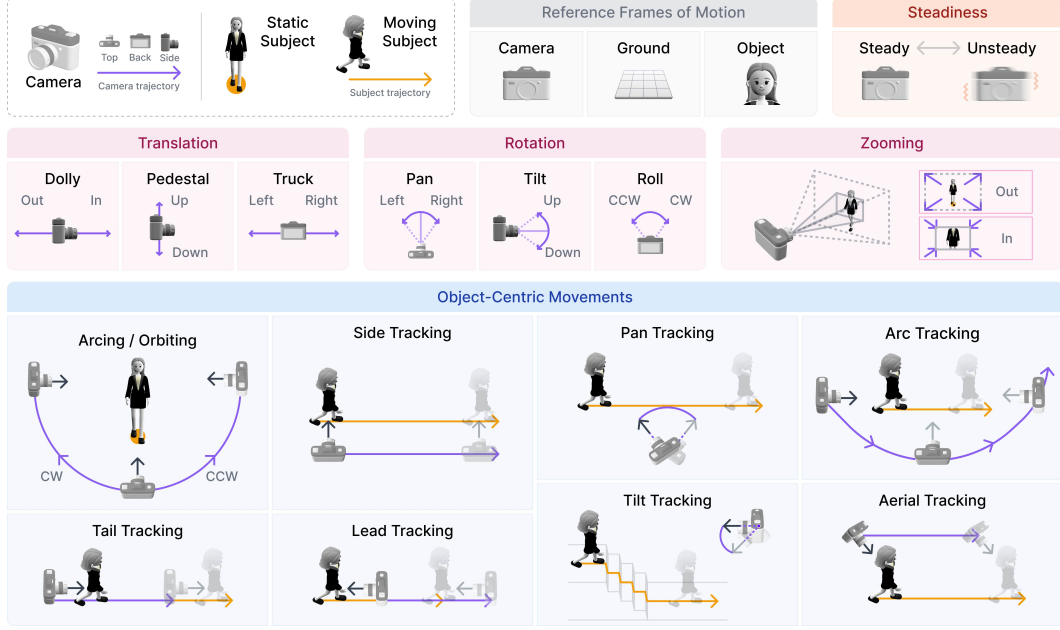 Camera
Top
Back
Side
Camera trajectory
Static
Subject
Moving
Subject
Subject trajectory
Reference Frames of Motion
Camera
Ground
Object
Steadiness
Steady
Unsteady
Translation
Dolly
Out
In
Pedestal
Up
Down
Truck
Left
Right
Rotation
Pan
Left
Right
Tilt
Up
Down
Roll
CCW
CW
Zooming
Out
In
Object-Centric Movements
Arcing / Orbiting
CW
CCW
Side Tracking
Pan Tracking
Arc Tracking
Tail Tracking
Lead Tracking
Tilt Tracking
Aerial Tracking